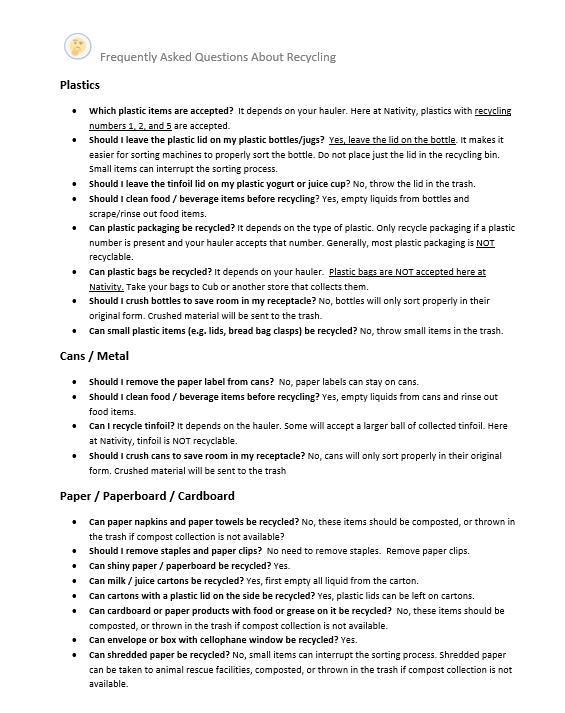 Frequently Asked Questions About Recycling
Plastics
• Which plastic items are accepted? It depends on your hauler. Here at Nativity, plastics with recycling
numbers 1, 2, and 5 are accepted.
• Should I leave the plastic lid on my plastic bottles/jugs? Yes, leave the lid on the bottle. It makes it
easier for sorting machines to properly sort the bottle. Do not place just the lid in the recycling bin.
Small items can interrupt the sorting process.
• Should I leave the tinfoil lid on my plastic yogurt or juice cup? No, throw the lid in the trash.
• Should I clean food / beverage items before recycling? Yes, empty liquids from bottles and
scrape/rinse out food items.
• Can plastic packaging be recycled? It depends on the type of plastic. Only recycle packaging if a plastic
number is present and your hauler accepts that number. Generally, most plastic packaging is NOT
recyclable.
• Can plastic bags be recycled? It depends on your hauler. Plastic bags are NOT accepted here at
Nativity. Take your bags to Cub or another store that collects them.
• Should I crush bottles to save room in my receptacle? No, bottles will only sort properly in their
original form. Crushed material will be sent to the trash.
• Can small plastic items (e.g. lids, bread bag clasps) be recycled? No, throw small items in the trash.
Cans / Metal
• Should I remove the paper label from cans? No, paper labels can stay on cans.
• Should I clean food / beverage items before recycling? Yes, empty liquids from cans and rinse out
food items.
• Can I recycle tinfoil? It depends on the hauler. Some will accept a larger ball of collected tinfoil. Here
at Nativity, tinfoil is NOT recyclable.
• Should I crush cans to save room in my receptacle? No, cans will only sort properly in their original
form. Crushed material will be sent to the trash
Paper / Paperboard / Cardboard
• Can paper napkins and paper towels be recycled? No, these items should be composted, or thrown in
the trash if compost collection is not available?
• Should I remove staples and paper clips? No need to remove staples. Remove paper clips.
• Can shiny paper / paperboard be recycled? Yes.
• Can milk / juice cartons be recycled? Yes, first empty all liquid from the carton.
• Can cartons with a plastic lid on the side be recycled? Yes, plastic lids can be left on cartons.
• Can cardboard or paper products with food or grease on it be recycled? No, these items should be
composted, or thrown in the trash if compost collection is not available.
• Can envelope or box with cellophane window be recycled? Yes.
• Can shredded paper be recycled? No, small items can interrupt the sorting process. Shredded paper
can be taken to animal rescue facilities, composted, or thrown in the trash if compost collection is not
available.